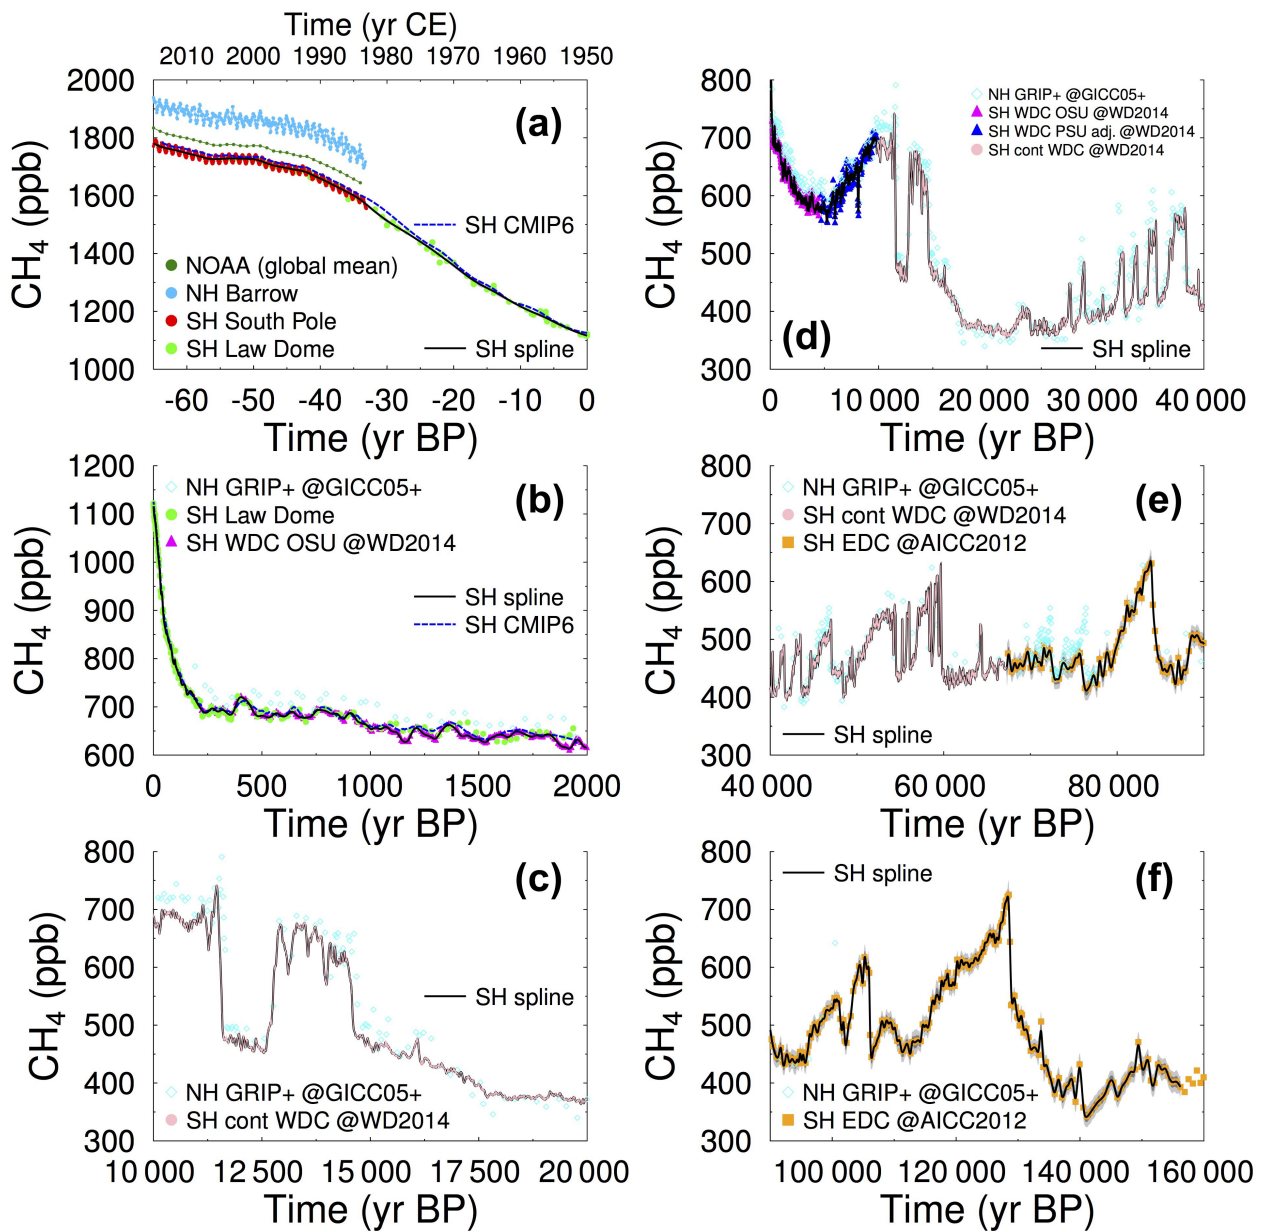 Time (yr CE)
2010 2000 1990 1980 1970 1960 1950
2000
1800
1600
1400
1200
1000
CH4 (ppb)
(a)
SH CMIP6
NOAA (global mean)
NH Barrow
SH South Pole
SH Law Dome
SH spline
-60 -50 -40 -30 -20 -10 0
Time (yr BP)
800
700
600
500
400
300
CH4 (ppb)
NH GRIP+ @GICC05+
SH WDC OSU @WD2014
SH WDC PSU adj. @WD2014
SH cont WDC @WD2014
(d)
SH spline
0 10 000 20 000 30 000 40 000
Time (yr BP)
1200
1100
1000
900
800
700
600
CH4 (ppb)
NH GRIP+ @GICC05+
SH Law Dome
SH WDC OSU @WD2014
(b)
SH spline
SH CMIP6
0 500 1000 1500 2000
Time (yr BP)
800
700
600
500
400
300
CH4 (ppb)
NH GRIP+ @GICC05+
SH cont WDC @WD2014
SH EDC @AICC2012
(e)
SH spline
40 000 60 000 80 000
Time (yr BP)
800
700
600
500
400
300
CH4 (ppb)
(c)
SH spline
NH GRIP+ @GICC05+
SH cont WDC @WD2014
10 000 12 500 15 000 17 500 20 000
Time (yr BP)
800
700
600
500
400
300
CH4 (ppb)
SH spline
(f)
NH GRIP+ @GICC05+
SH EDC @AICC2012
100 000 120 000 140 000 160 000
Time (yr BP)